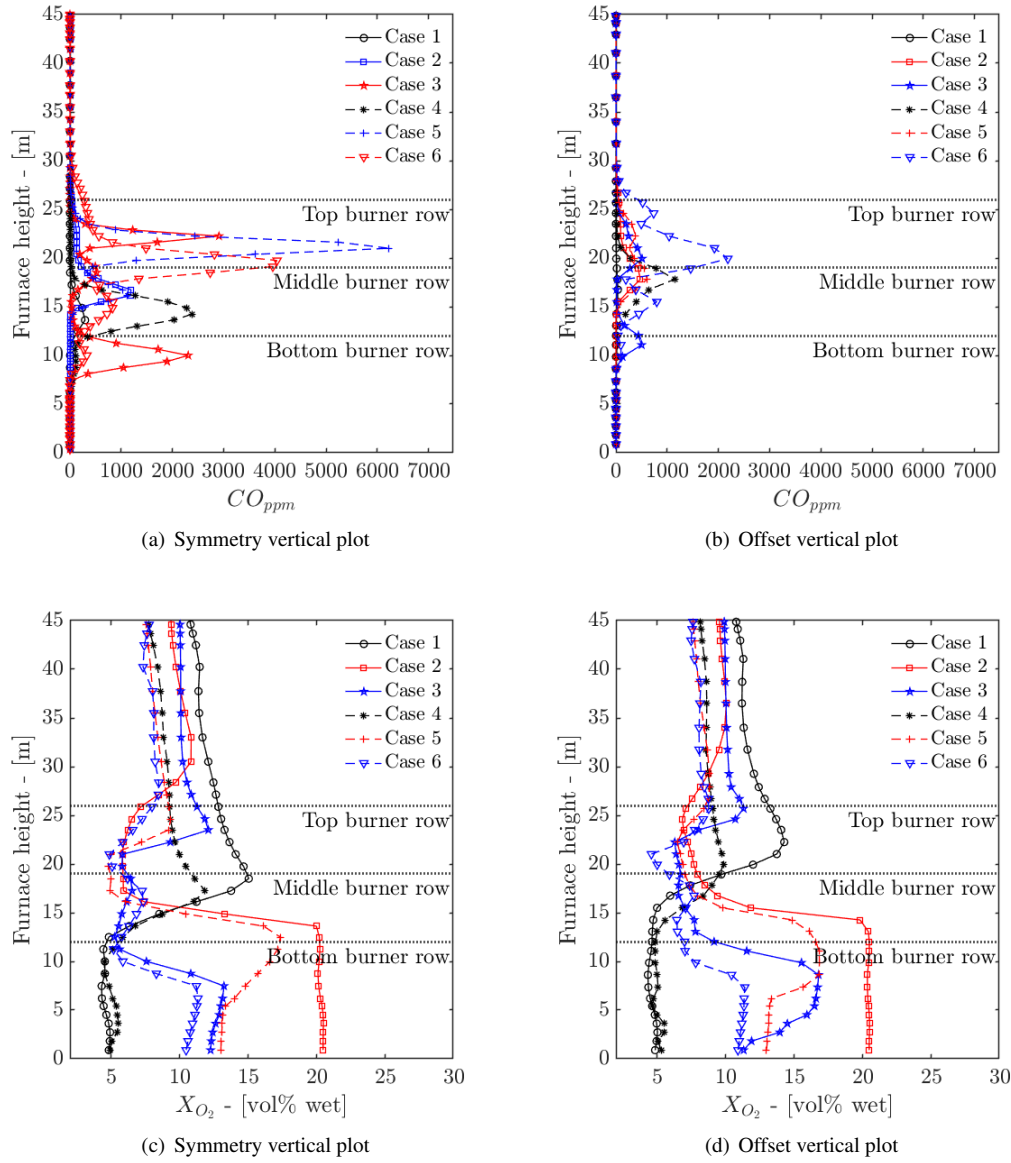 45
40
35
30
25
20
15
10
5
0
Furnace height - [m]
Case 1
Case 2
Case 3
Case 4
Case 5
Case 6
Top burner row
Middle burner row
Bottom burner row
0 1000 2000 3000 4000 5000 6000 7000
CO_ppm
(a) Symmetry vertical plot
45
40
35
30
25
20
15
10
5
0
Furnace height - [m]
Case 1
Case 2
Case 3
Case 4
Case 5
Case 6
Top burner row
Middle burner row
Bottom burner row
0 1000 2000 3000 4000 5000 6000 7000
CO_ppm
(b) Offset vertical plot
45
40
35
30
25
20
15
10
5
0
Furnace height - [m]
Case 1
Case 2
Case 3
Case 4
Case 5
Case 6
Top burner row
Middle burner row
Bottom burner row
5 10 15 20 25 30
X_O₂ - [vol% wet]
(c) Symmetry vertical plot
45
40
35
30
25
20
15
10
5
0
Furnace height - [m]
Case 1
Case 2
Case 3
Case 4
Case 5
Case 6
Top burner row
Middle burner row
Bottom burner row
5 10 15 20 25 30
X_O₂ - [vol% wet]
(d) Offset vertical plot